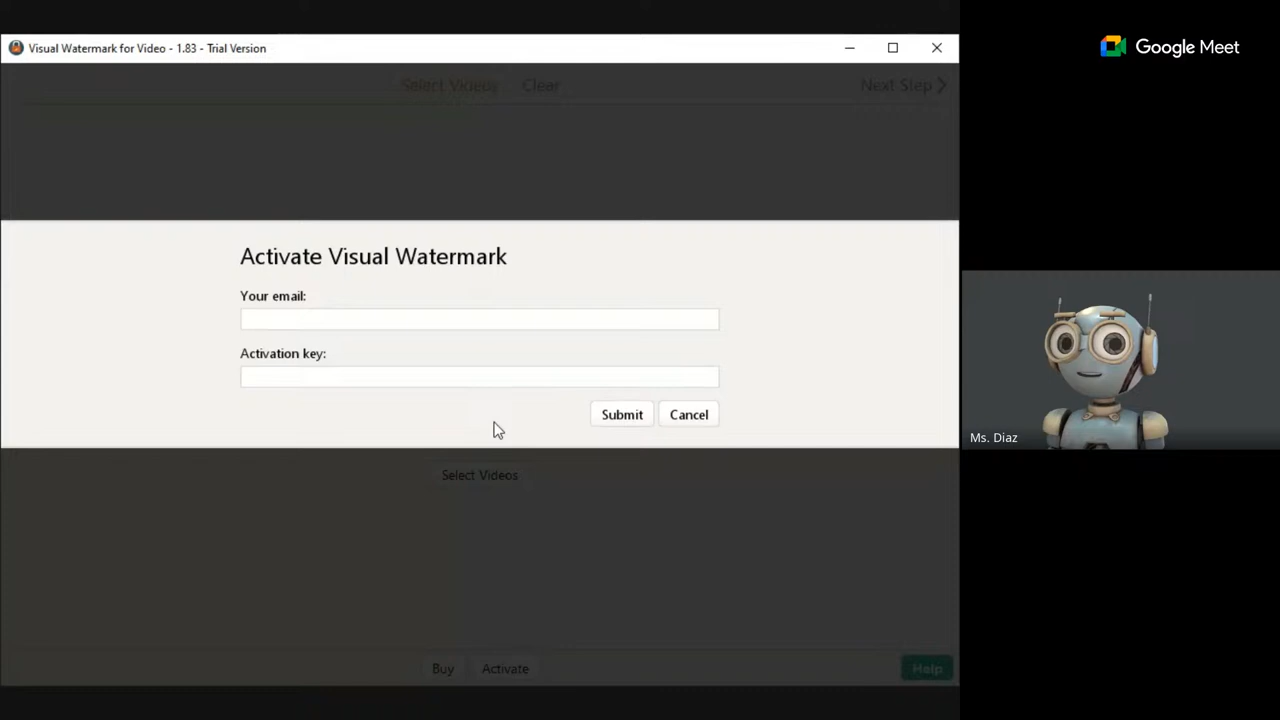 Visual Watermark for Video - 1.83 - Trial Version
Google Meet
Select Videos Clear Next Step
Activate Visual Watermark
Your email:
Activation key:
Submit Cancel
Ms. Diaz
Select Videos
Buy Activate Help